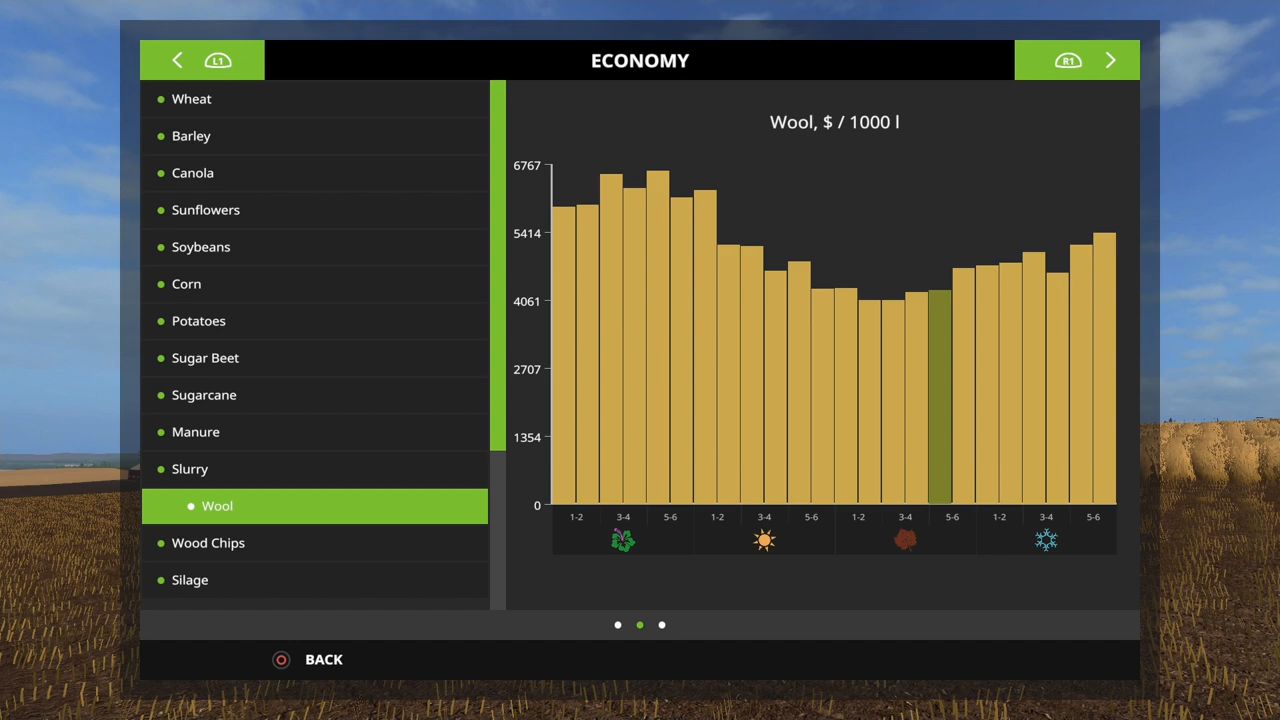 L1
ECONOMY
R1
Wheat
Barley
Canola
Sunflowers
Soybeans
Corn
Potatoes
Sugar Beet
Sugarcane
Manure
Slurry
Wool
Wood Chips
Silage
Wool, $ / 1000 l
6767
5414
4061
2707
1354
0
1-2 3-4 5-6 1-2 3-4 5-6 1-2 3-4 5-6 1-2 3-4 5-6
BACK